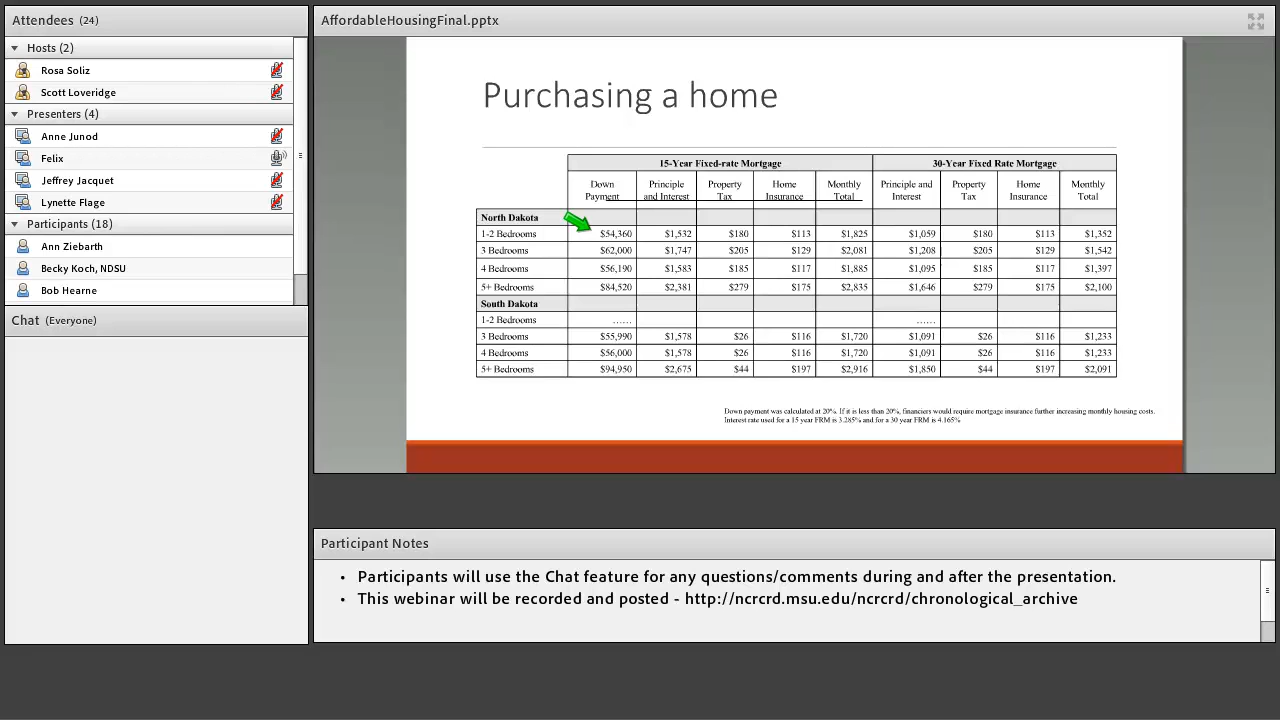 Attendees (24)
Hosts (2)
Rosa Soliz
Scott Loveridge
Presenters (4)
Anne Junod
Felix
Jeffrey Jacquet
Lynette Flage
Participants (18)
Ann Ziebarth
Becky Koch, NDSU
Bob Hearne
Chat (Everyone)
AffordableHousingFinal.pptx
Purchasing a home
15-Year Fixed-rate Mortgage 30-Year Fixed Rate Mortgage
Down Principle Property Home Monthly Principle and Property Home Monthly
Payment and Interest Tax Insurance Total Interest Tax Insurance Total
North Dakota
1-2 Bedrooms $54,360 $1,532 $180 $113 $1,825 $1,059 $180 $113 $1,352
3 Bedrooms $62,000 $1,747 $205 $129 $2,081 $1,208 $205 $129 $1,542
4 Bedrooms $56,190 $1,583 $185 $117 $1,885 $1,095 $185 $117 $1,397
5+ Bedrooms $84,520 $2,381 $279 $175 $2,835 $1,646 $279 $175 $2,100
South Dakota
1-2 Bedrooms ...... ......
3 Bedrooms $55,990 $1,578 $26 $116 $1,720 $1,091 $26 $116 $1,233
4 Bedrooms $56,000 $1,578 $26 $116 $1,720 $1,091 $26 $116 $1,233
5+ Bedrooms $94,950 $2,675 $44 $197 $2,916 $1,850 $44 $197 $2,091
Down payment was calculated at 20%. If it is less than 20%, financiers would require mortgage insurance further increasing monthly housing costs.
Interest rate used for a 15 year FRM is 3.285% and for a 30 year FRM is 4.165%
Participant Notes
• Participants will use the Chat feature for any questions/comments during and after the presentation.
• This webinar will be recorded and posted - http://ncrcrd.msu.edu/ncrcrd/chronological_archive